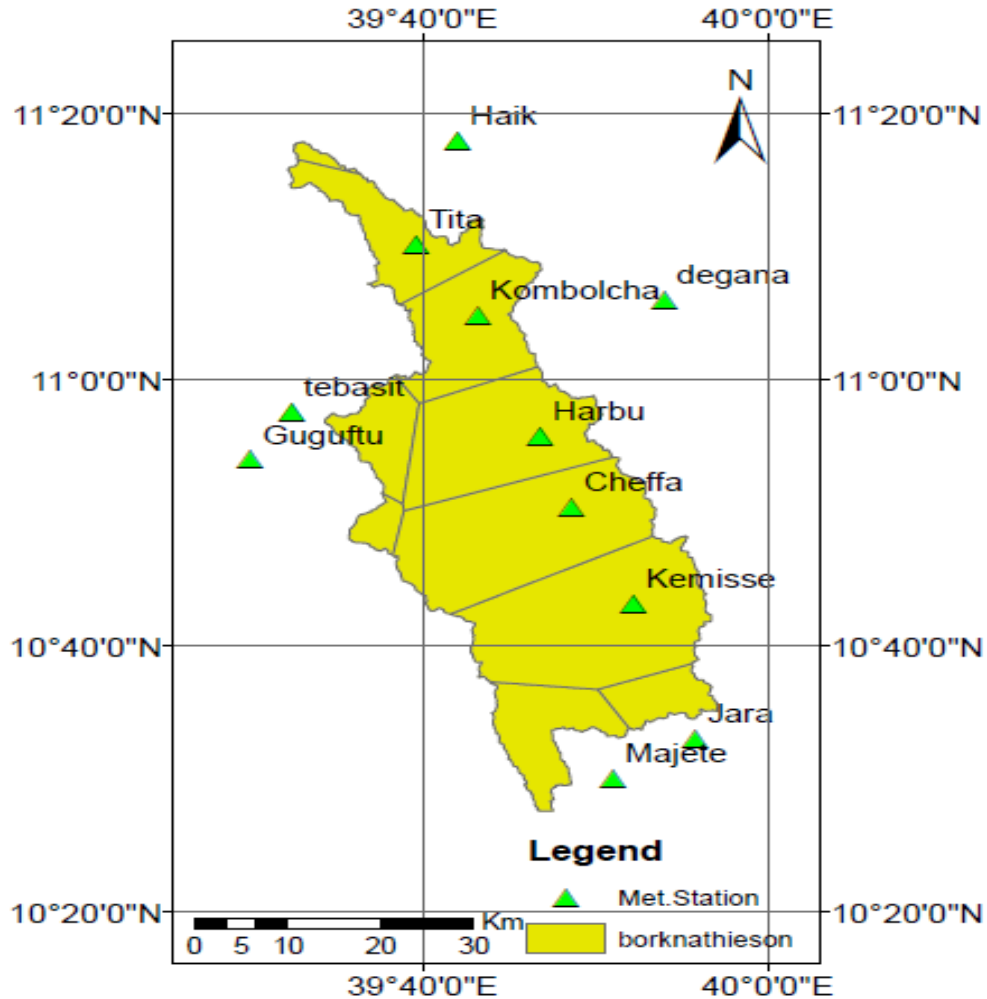 39°40'0"E 40°0'0"E
N
11°20'0"N 11°20'0"N
Haik
Tita
degana
Kombolcha
11°0'0"N 11°0'0"N
tebasit
Harbu
Guguftu
Cheffa
Kemisse
10°40'0"N 10°40'0"N
Jara
Majete
Legend
Met.Station
10°20'0"N 10°20'0"N
Km
0 5 10 20 30
borknathieson
39°40'0"E 40°0'0"E